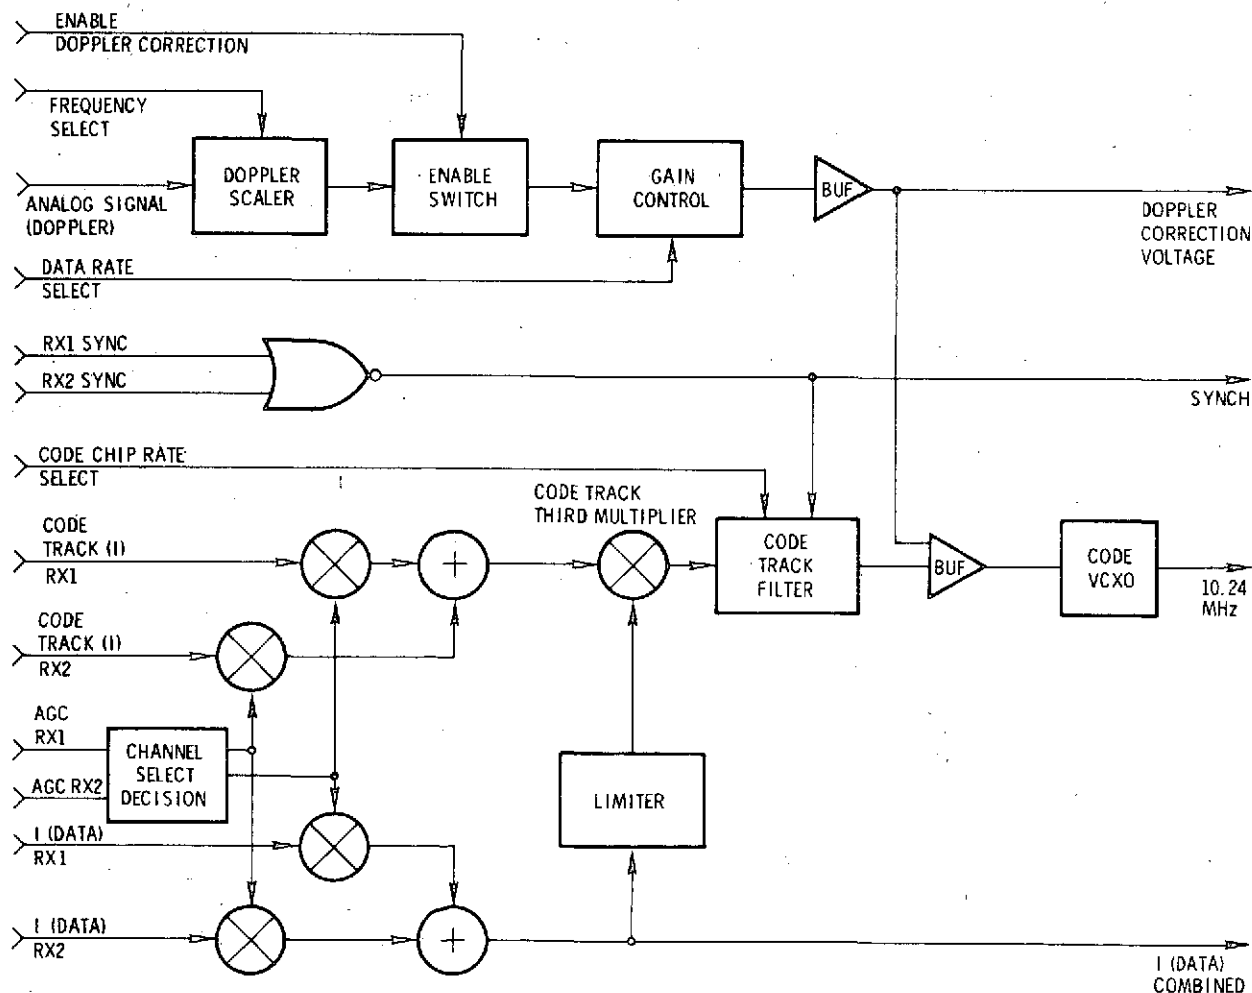 ENABLE
DOPPLER CORRECTION
FREQUENCY
SELECT
ANALOG SIGNAL
(DOPPLER)
DOPPLER
SCALER
ENABLE
SWITCH
GAIN
CONTROL
BUF
DOPPLER
CORRECTION
VOLTAGE
DATA RATE
SELECT
RX1 SYNC
RX2 SYNC
SYNCH
CODE CHIP RATE
SELECT
CODE
TRACK (I)
RX1
CODE TRACK
THIRD MULTIPLIER
CODE
TRACK
FILTER
BUF
CODE
VCXO
10.24
MHz
+
CODE
TRACK (I)
RX2
AGC
RX1
AGC RX2
CHANNEL
SELECT
DECISION
LIMITER
I (DATA)
RX1
I (DATA)
RX2
+
I (DATA)
COMBINED